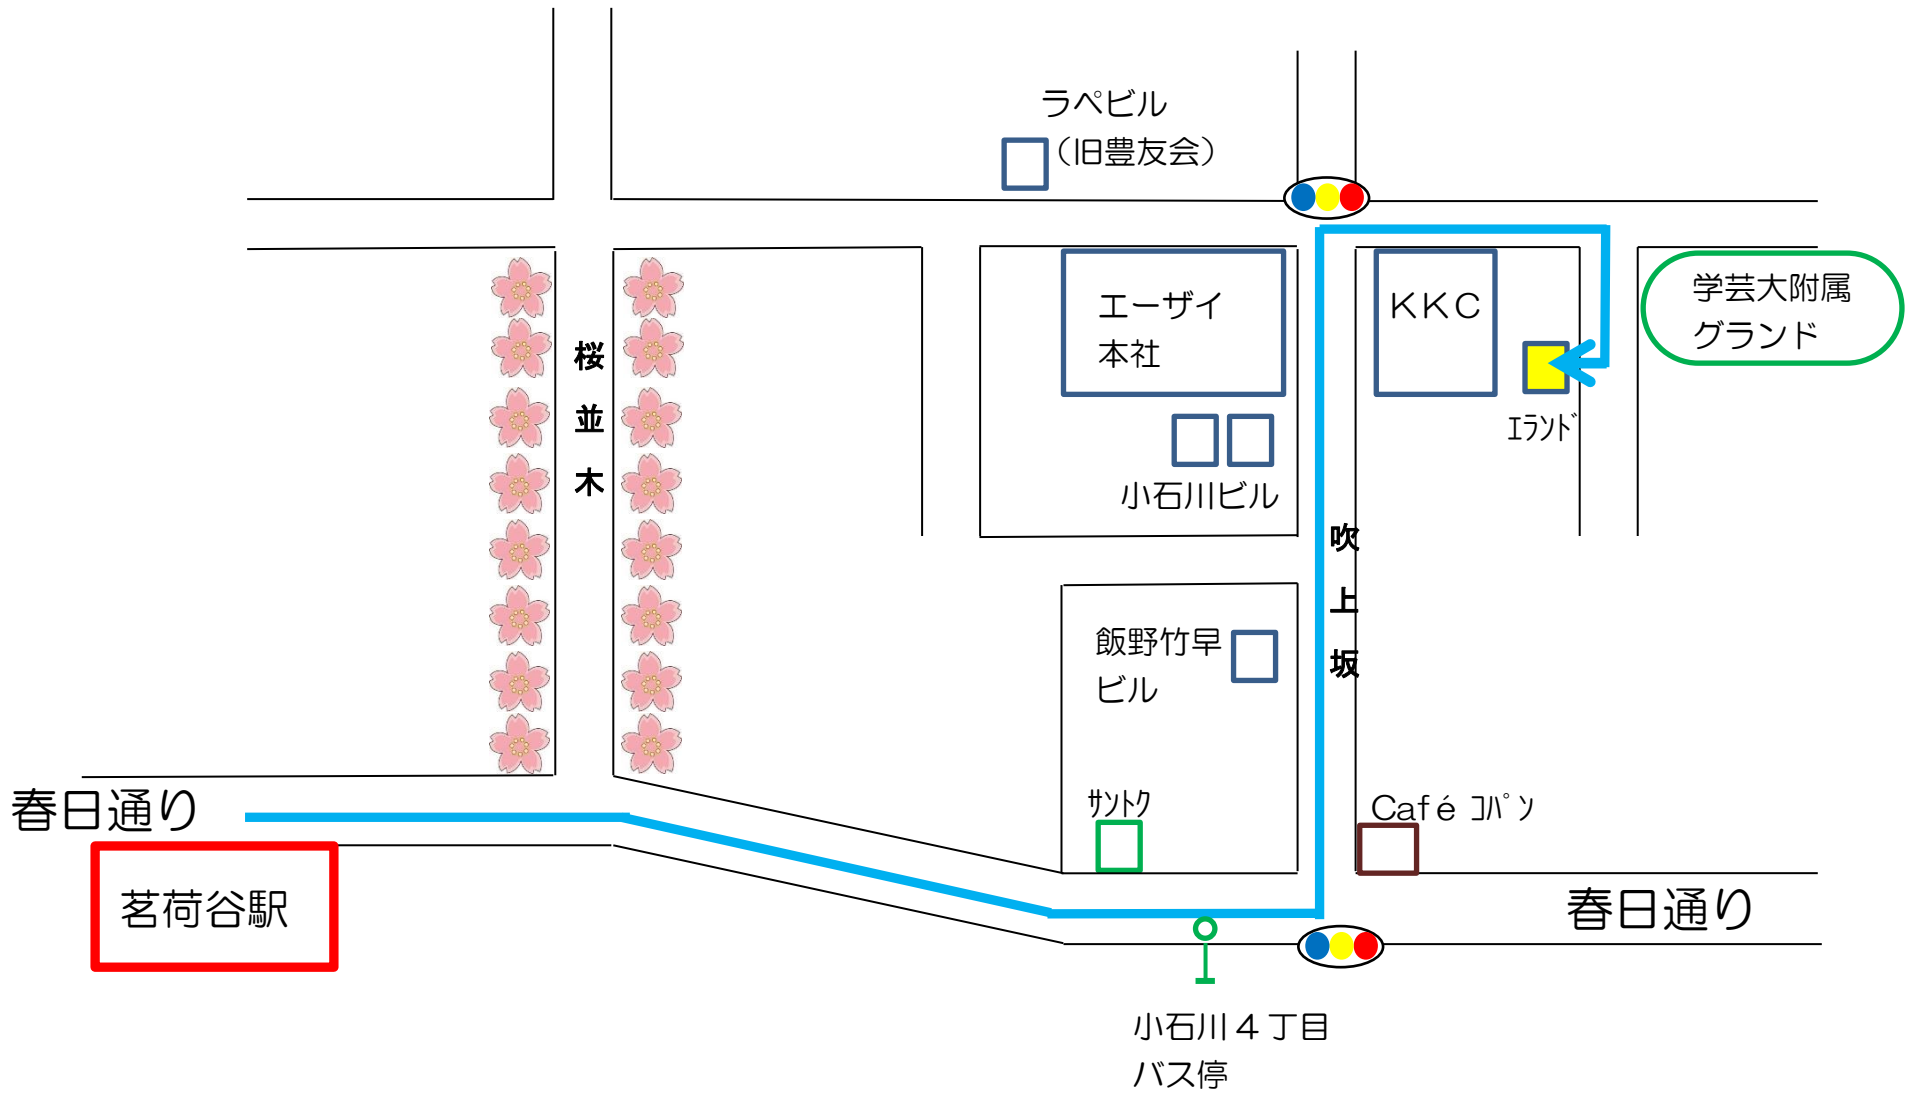 ラペビル
（旧豊友会）
エーザイ
本社
KKC
学芸大附属
グランド
ｴﾗﾝﾄﾞ
桜並木
小石川ビル
吹上坂
飯野竹早
ビル
春日通り
ｻﾝﾄｸ
Café ｺﾊﾟﾝ
茗荷谷駅
春日通り
小石川４丁目
バス停